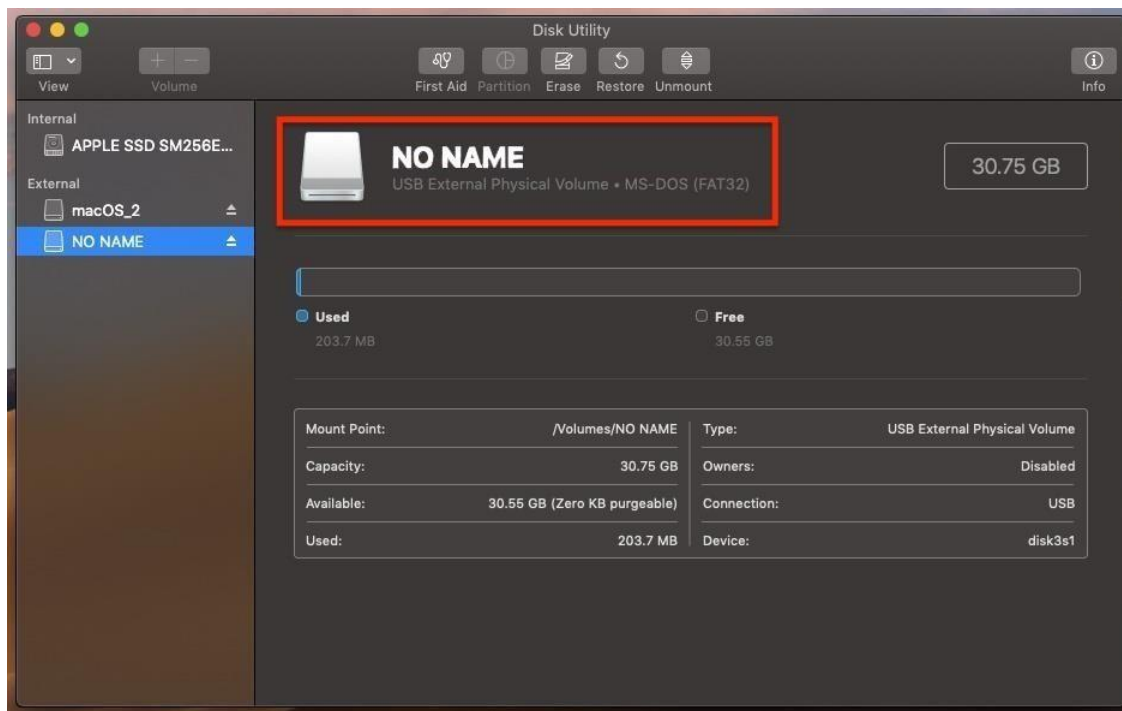 Disk Utility
View
Volume
First Aid Partition Erase Restore Unmount
Info
Internal
APPLE SSD SM256E...
External
macOS_2
NO NAME
NO NAME
USB External Physical Volume • MS-DOS (FAT32)
30.75 GB
Used
203.7 MB
Free
30.55 GB
Mount Point: /Volumes/NO NAME
Capacity: 30.75 GB
Available: 30.55 GB (Zero KB purgeable)
Used: 203.7 MB
Type: USB External Physical Volume
Owners: Disabled
Connection: USB
Device: disk3s1